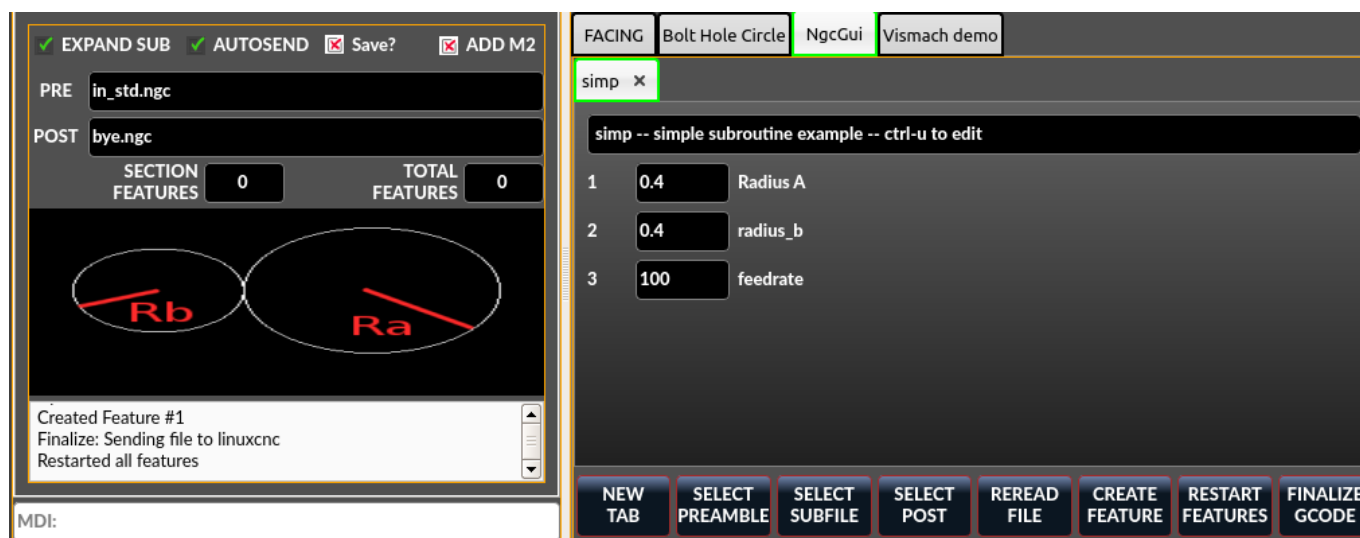 EXPAND SUB AUTOSEND Save? ADD M2
PRE in_std.ngc
POST bye.ngc
SECTION
FEATURES 0
TOTAL
FEATURES 0
Rb
Ra
Created Feature #1
Finalize: Sending file to linuxcnc
Restarted all features
MDI:
FACING Bolt Hole Circle NgcGui Vismach demo
simp ×
simp -- simple subroutine example -- ctrl-u to edit
1 0.4 Radius A
2 0.4 radius_b
3 100 feedrate
NEW
TAB
SELECT
PREAMBLE
SELECT
SUBFILE
SELECT
POST
REREAD
FILE
CREATE
FEATURE
RESTART
FEATURES
FINALIZE
GCODE